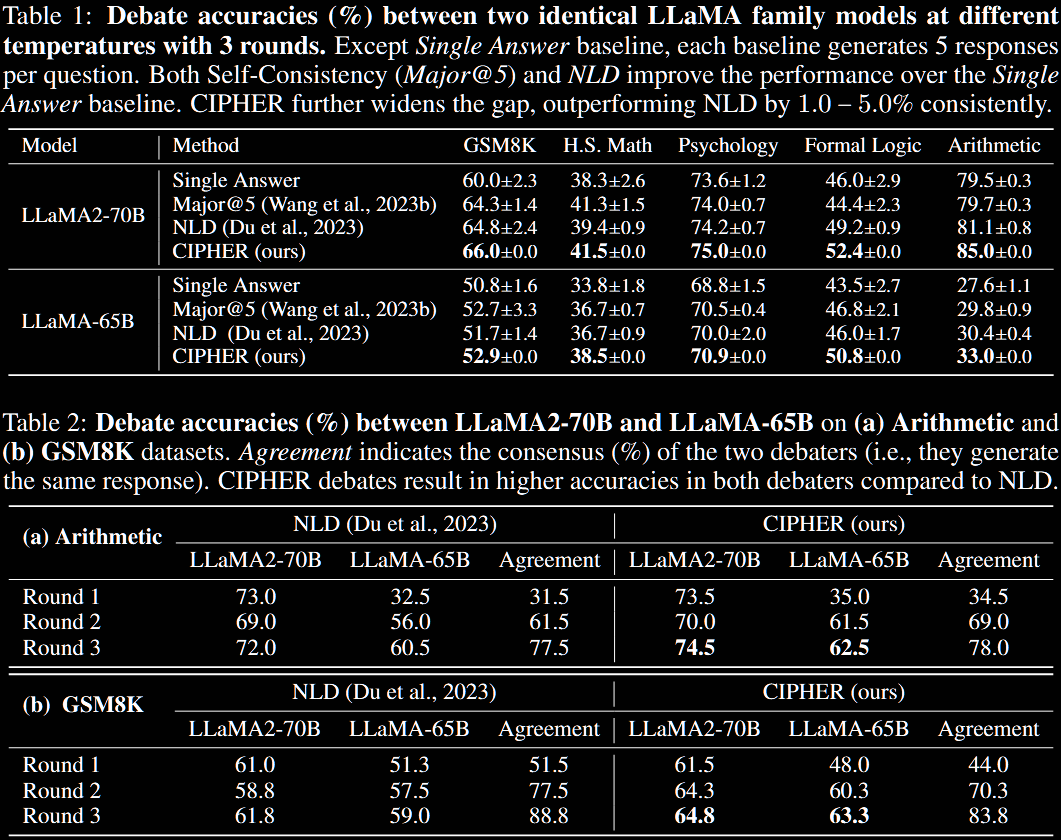 Table 1: Debate accuracies (%) between two identical LLaMA family models at different
temperatures with 3 rounds. Except Single Answer baseline, each baseline generates 5 responses
per question. Both Self-Consistency (Major@5) and NLD improve the performance over the Single
Answer baseline. CIPHER further widens the gap, outperforming NLD by 1.0 – 5.0% consistently.
Model Method GSM8K H.S. Math Psychology Formal Logic Arithmetic
LLaMA2-70B
Single Answer 60.0±2.3 38.3±2.6 73.6±1.2 46.0±2.9 79.5±0.3
Major@5 (Wang et al., 2023b) 64.3±1.4 41.3±1.5 74.0±0.7 44.4±2.3 79.7±0.3
NLD (Du et al., 2023) 64.8±2.4 39.4±0.9 74.2±0.7 49.2±0.9 81.1±0.8
CIPHER (ours) 66.0±0.0 41.5±0.0 75.0±0.0 52.4±0.0 85.0±0.0
LLaMA-65B
Single Answer 50.8±1.6 33.8±1.8 68.8±1.5 43.5±2.7 27.6±1.1
Major@5 (Wang et al., 2023b) 52.7±3.3 36.7±0.7 70.5±0.4 46.8±2.1 29.8±0.9
NLD (Du et al., 2023) 51.7±1.4 36.7±0.9 70.0±2.0 46.0±1.7 30.4±0.4
CIPHER (ours) 52.9±0.0 38.5±0.0 70.9±0.0 50.8±0.0 33.0±0.0
Table 2: Debate accuracies (%) between LLaMA2-70B and LLaMA-65B on (a) Arithmetic and
(b) GSM8K datasets. Agreement indicates the consensus (%) of the two debaters (i.e., they generate
the same response). CIPHER debates result in higher accuracies in both debaters compared to NLD.
(a) Arithmetic NLD (Du et al., 2023) CIPHER (ours)
LLaMA2-70B LLaMA-65B Agreement LLaMA2-70B LLaMA-65B Agreement
Round 1 73.0 32.5 31.5 73.5 35.0 34.5
Round 2 69.0 56.0 61.5 70.0 61.5 69.0
Round 3 72.0 60.5 77.5 74.5 62.5 78.0
(b) GSM8K NLD (Du et al., 2023) CIPHER (ours)
LLaMA2-70B LLaMA-65B Agreement LLaMA2-70B LLaMA-65B Agreement
Round 1 61.0 51.3 51.5 61.5 48.0 44.0
Round 2 58.8 57.5 77.5 64.3 60.3 70.3
Round 3 61.8 59.0 88.8 64.8 63.3 83.8